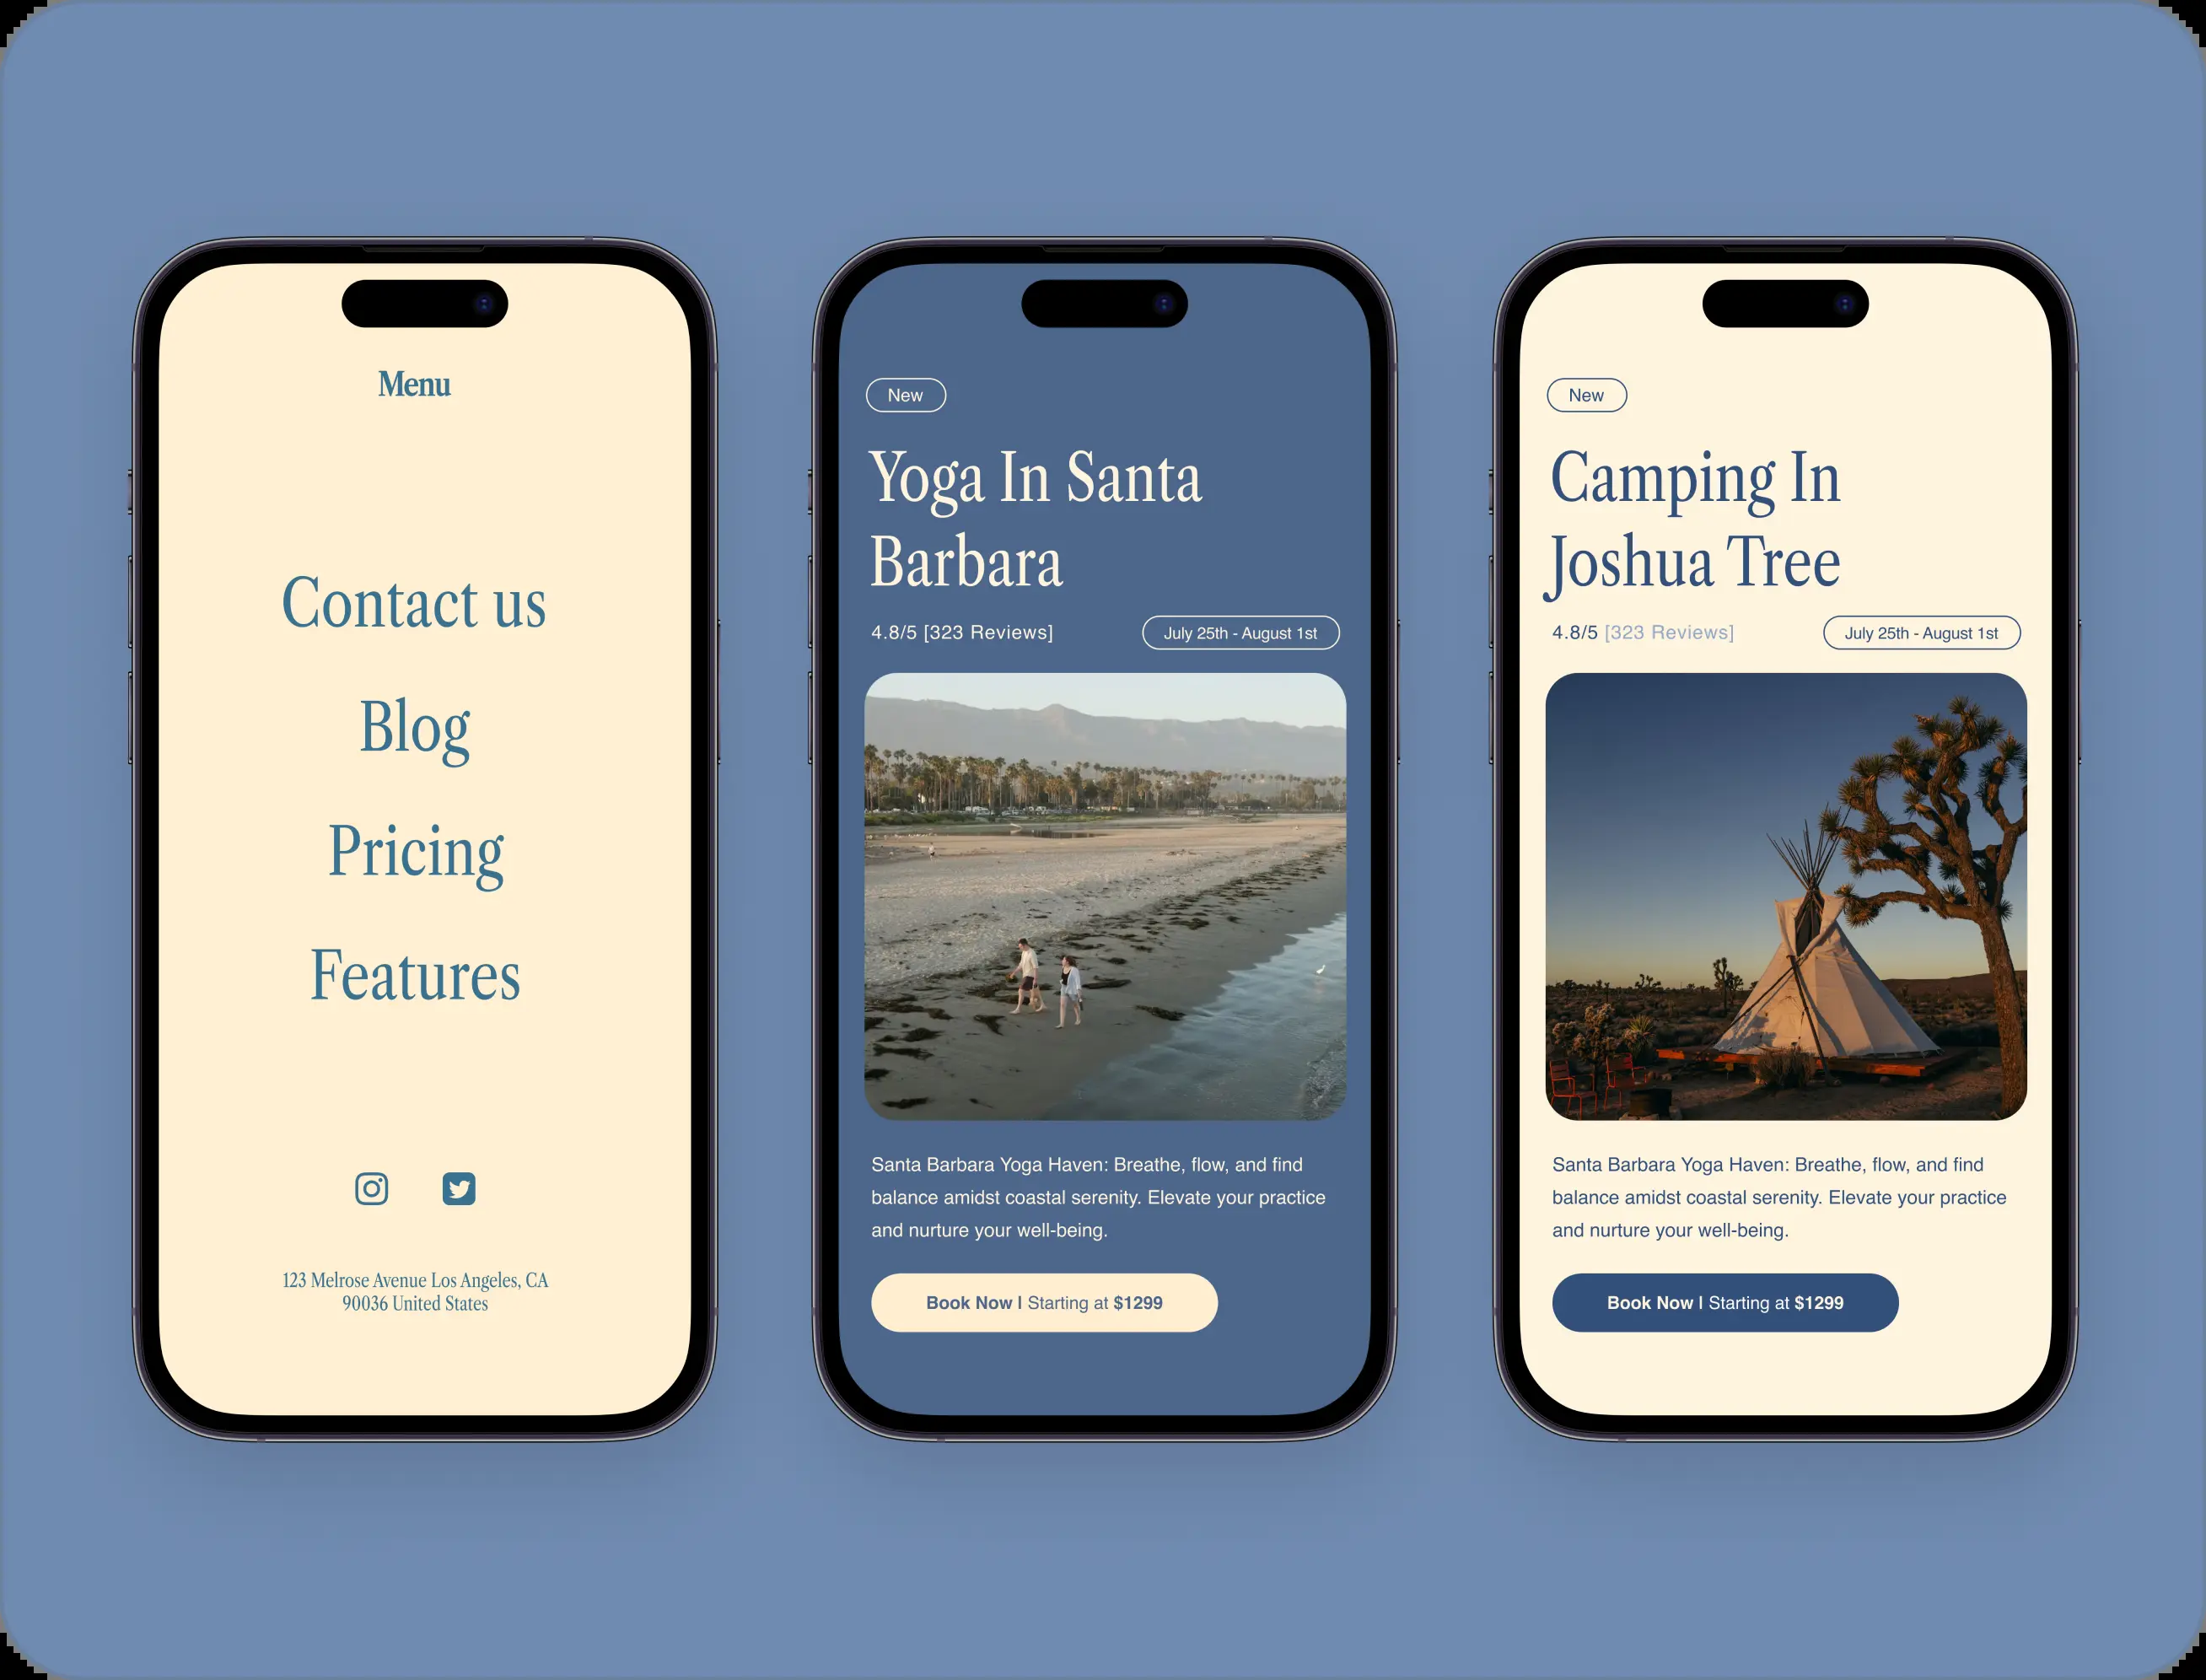 Menu
Contact us
Blog
Pricing
Features
123 Melrose Avenue Los Angeles, CA
90036 United States
New
Yoga In Santa
Barbara
4.8/5 [323 Reviews]
July 25th - August 1st
Santa Barbara Yoga Haven: Breathe, flow, and find
balance amidst coastal serenity. Elevate your practice
and nurture your well-being.
Book Now | Starting at $1299
New
Camping In
Joshua Tree
4.8/5 [323 Reviews]
July 25th - August 1st
Santa Barbara Yoga Haven: Breathe, flow, and find
balance amidst coastal serenity. Elevate your practice
and nurture your well-being.
Book Now | Starting at $1299